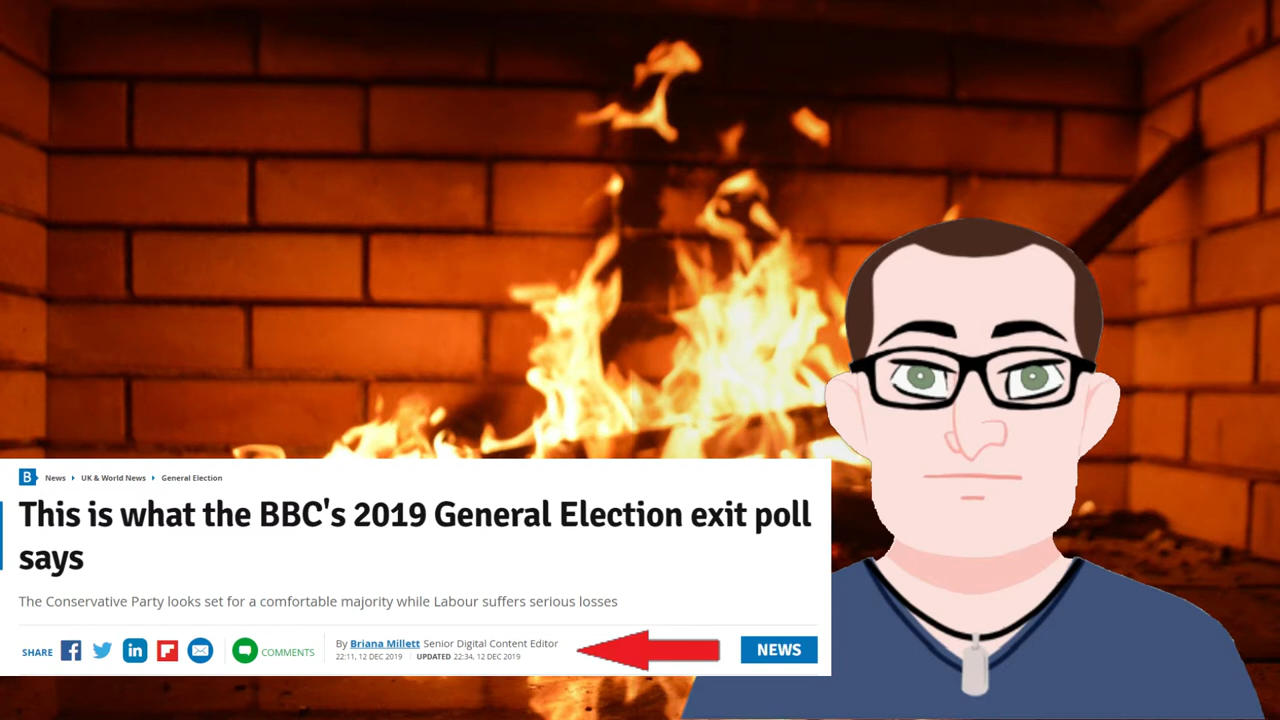 B News UK & World News General Election
This is what the BBC's 2019 General Election exit poll
says
The Conservative Party looks set for a comfortable majority while Labour suffers serious losses
SHARE in COMMENTS By Briana Millett Senior Digital Content Editor
22:11, 12 DEC 2019 UPDATED 22:34, 12 DEC 2019
NEWS